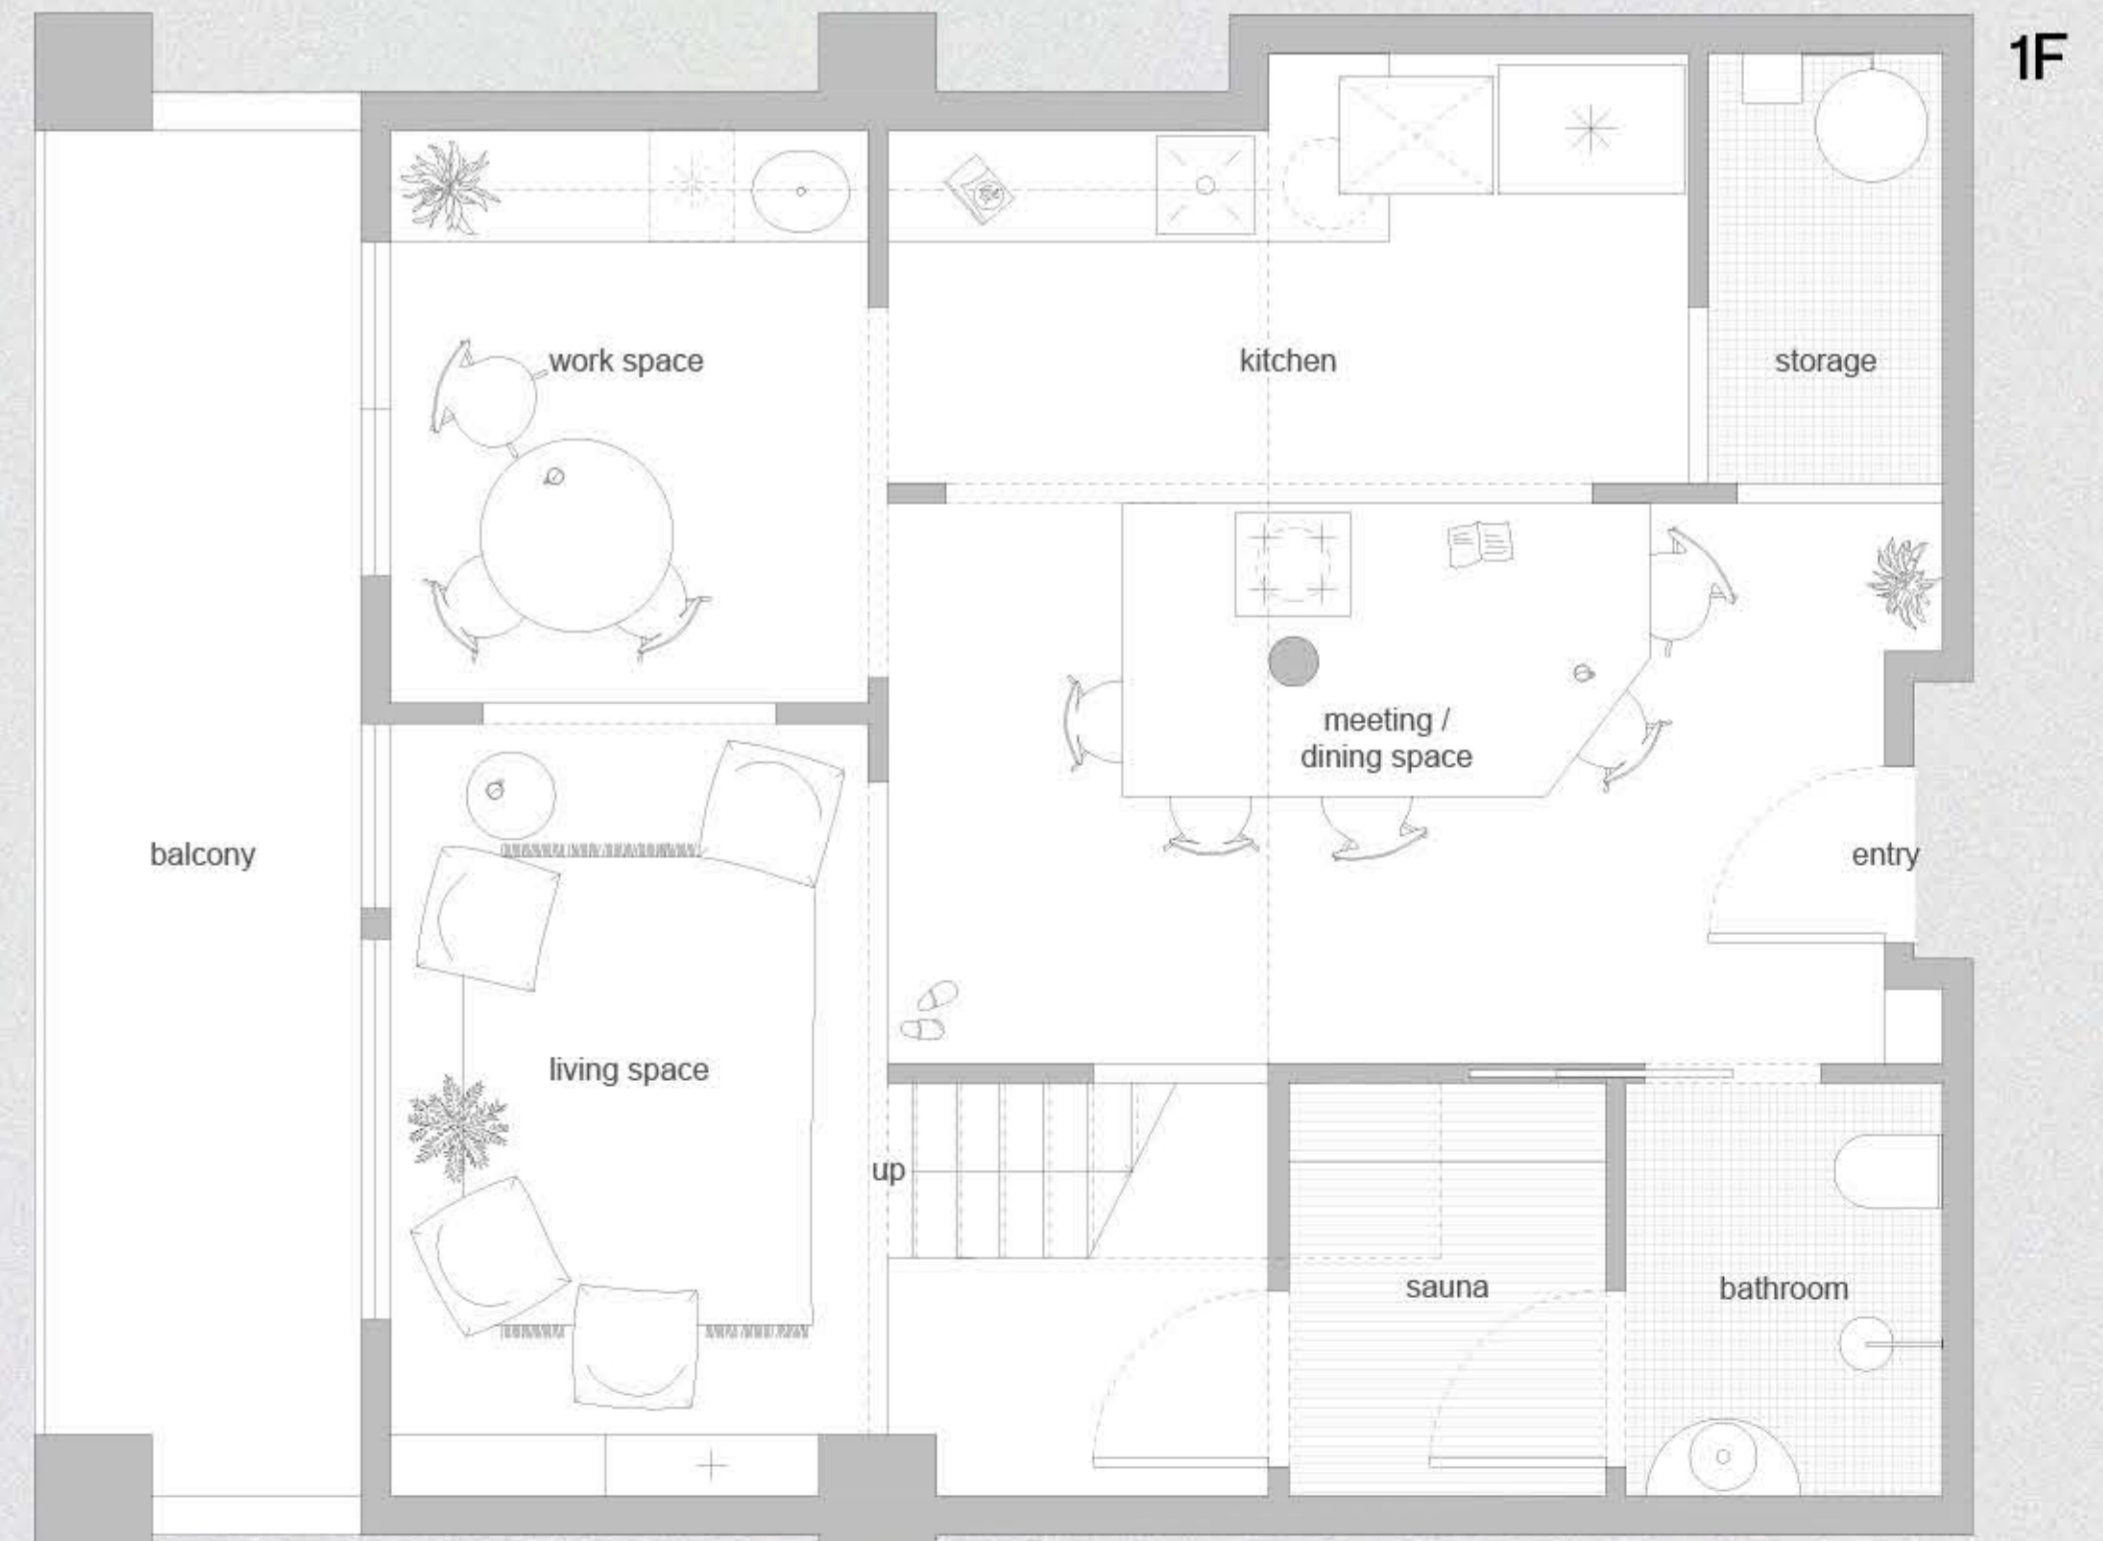 1F
work space
kitchen
storage
meeting /
dining space
balcony
entry
living space
up
sauna
bathroom